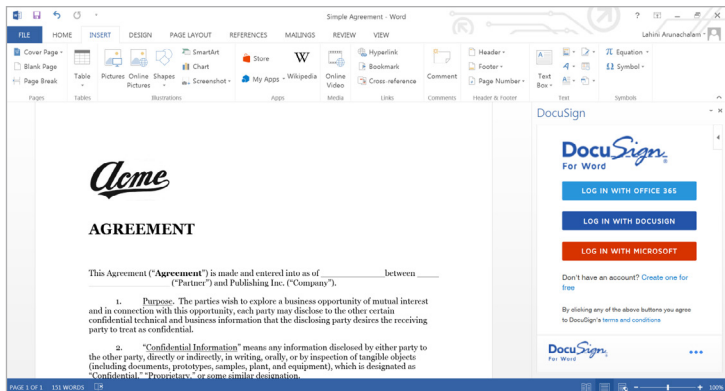 Simple Agreement - Word
FILE HOME INSERT DESIGN PAGE LAYOUT REFERENCES MAILINGS REVIEW VIEW
Lahini Arunachalam
Cover Page
Blank Page
Page Break
Pages
Table
Tables
Pictures
Online Pictures
Shapes
SmartArt
Chart
Screenshot
Illustrations
Store
My Apps
Wikipedia
Apps
Online Video
Media
Hyperlink
Bookmark
Cross-reference
Links
Comment
Comments
Header
Footer
Page Number
Header & Footer
Text Box
Text
Equation
Symbol
Symbols
Acme
AGREEMENT
This Agreement (“Agreement”) is made and entered into as of ____________between ____
________________ (“Partner”) and Publishing Inc. (“Company”).
1. Purpose. The parties wish to explore a business opportunity of mutual interest
and in connection with this opportunity, each party may disclose to the other certain
confidential technical and business information that the disclosing party desires the receiving
party to treat as confidential.
2. “Confidential Information” means any information disclosed by either party to
the other party, directly or indirectly, in writing, orally, or by inspection of tangible objects
(including documents, prototypes, samples, plant, and equipment), which is designated as
“Confidential,” “Proprietary,” or some similar designation.
DocuSign
DocuSign
For Word
LOG IN WITH OFFICE 365
LOG IN WITH DOCUSIGN
LOG IN WITH MICROSOFT
Don't have an account? Create one for
free
By clicking any of the above buttons you agree
to DocuSign's terms and conditions
DocuSign
For Word
PAGE 1 OF 1 151 WORDS
100%